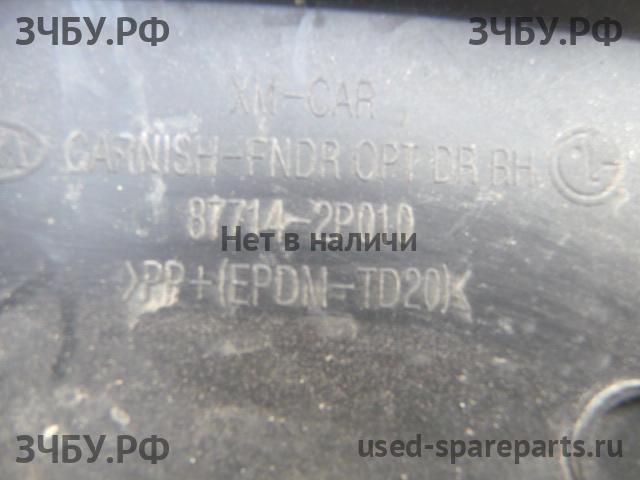 ЗЧБУ.РФ ЗЧБУ.РФ
XM-CAR
GARNISH-FNDR OPT DR RH L
87714-2P010
Нет в наличи
>PP+(EPDM-TD20)<
ЗЧБУ.РФ used-spareparts.ru